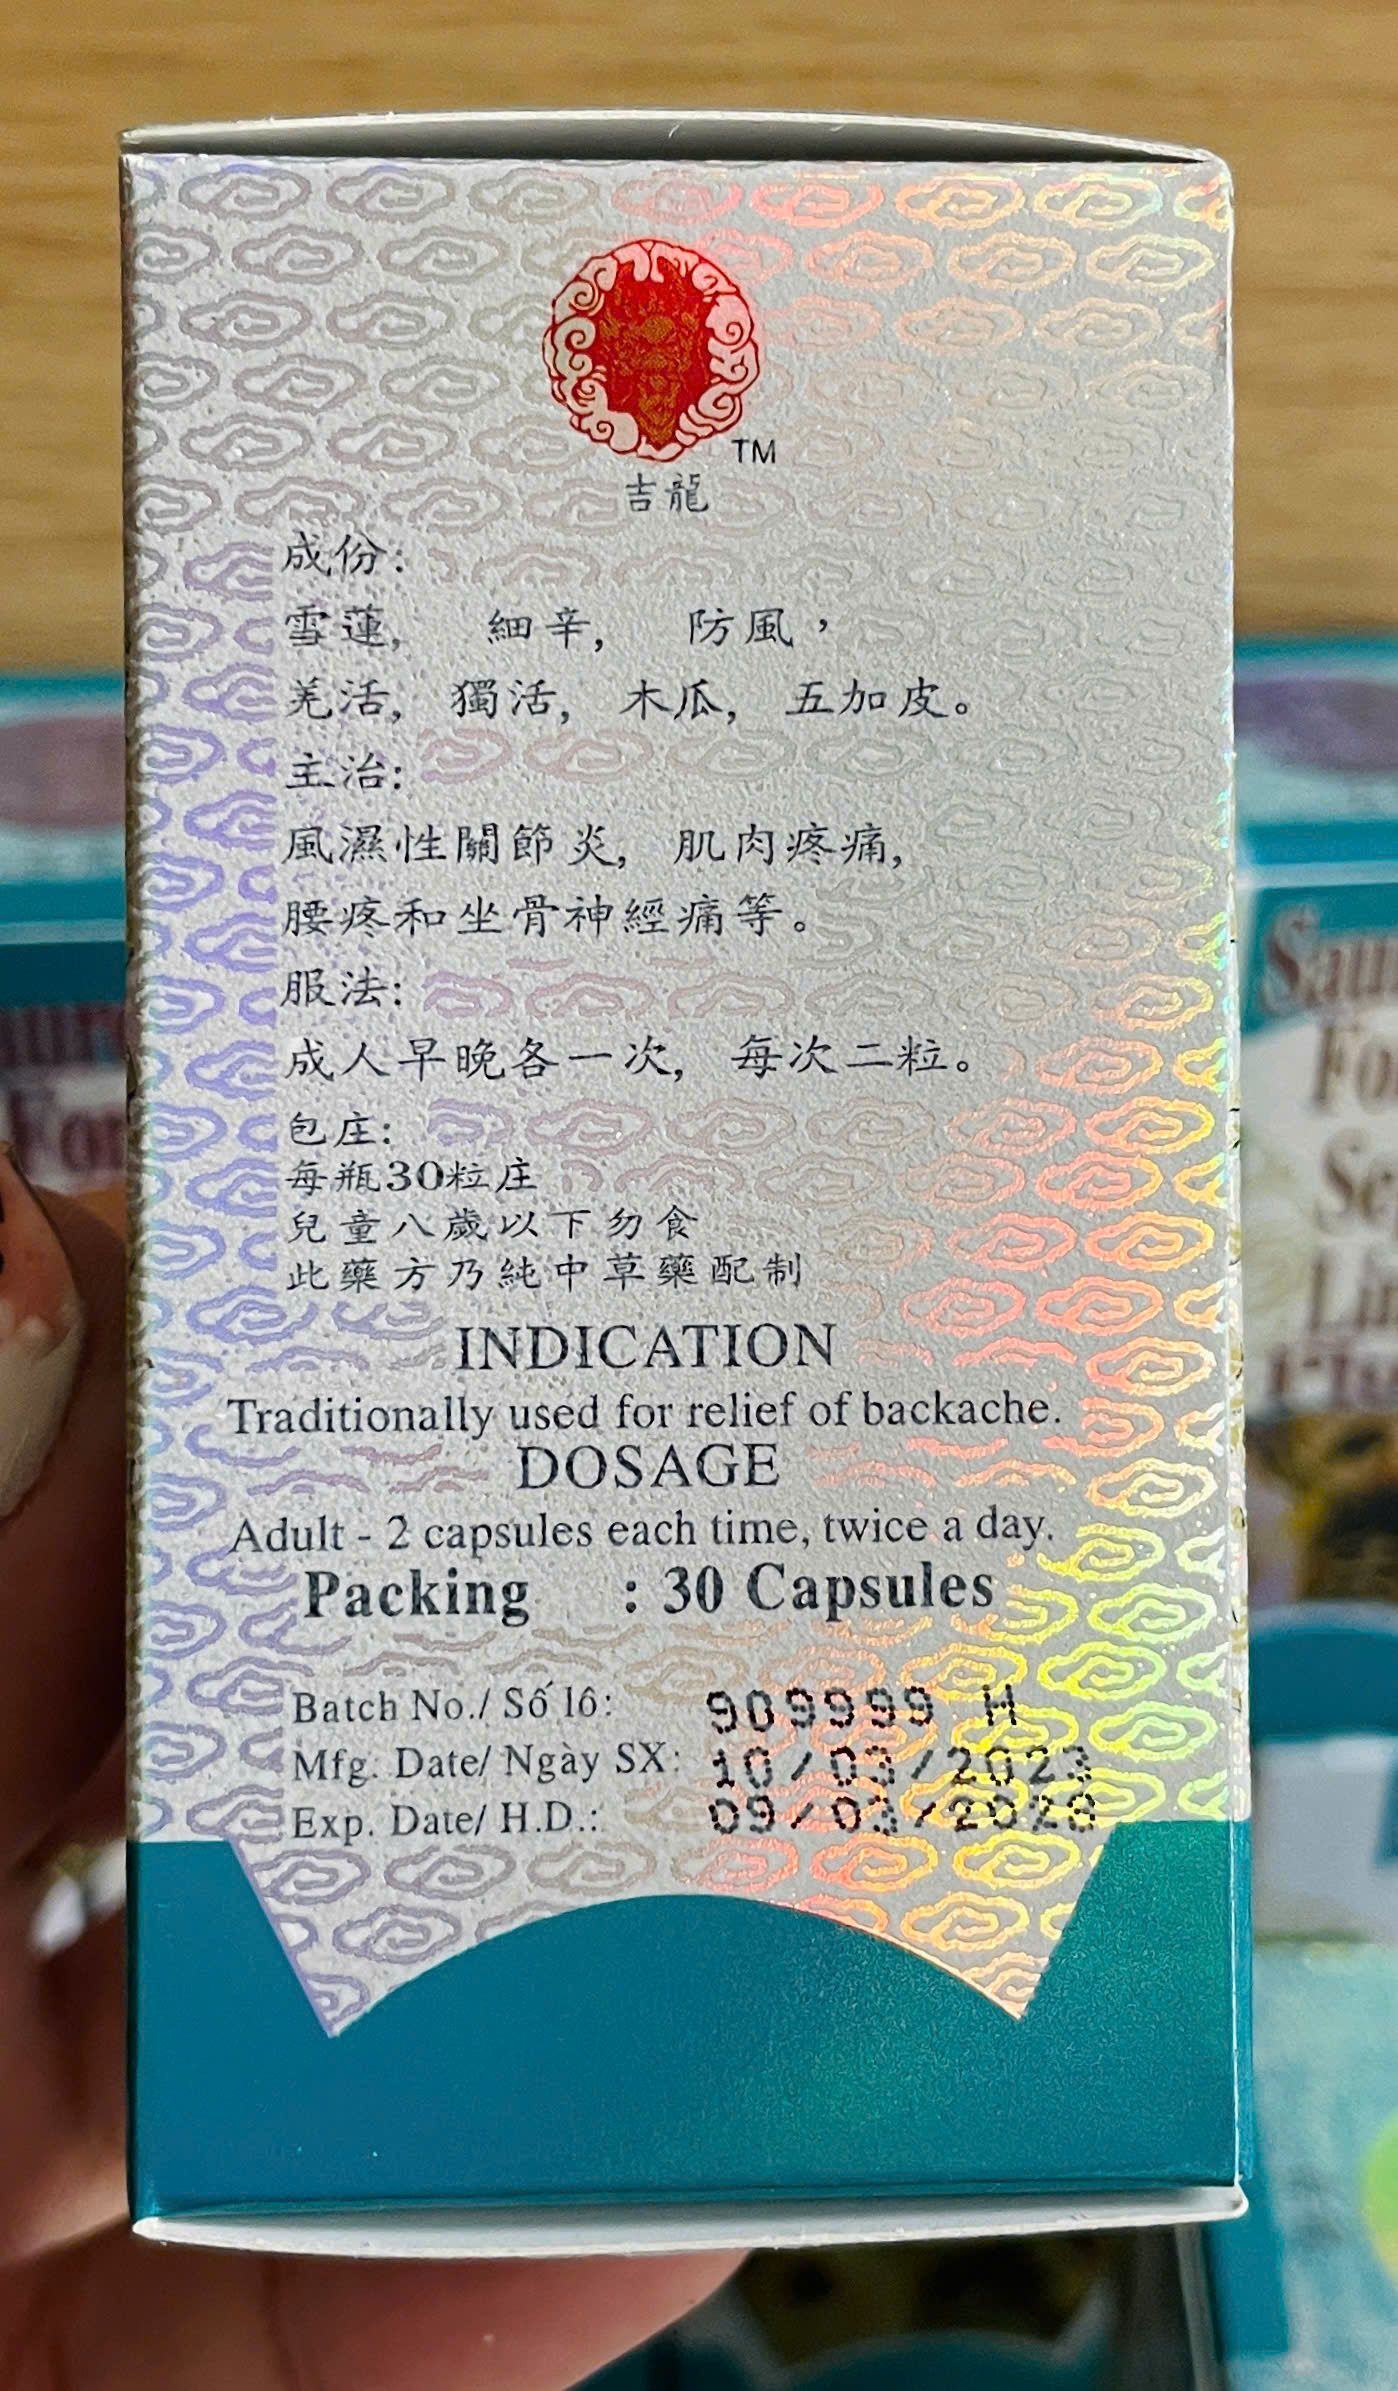 TM
吉龍
成份:
雪蓮, 細辛, 防風，
羌活, 獨活, 木瓜, 五加皮。
主治:
風濕性關節炎, 肌肉疼痛,
腰疼和坐骨神經痛等。
服法:
成人早晚各一次, 每次二粒。
包庄:
每瓶30粒庄
兒童八歲以下勿食
此藥方乃純中草藥配制
INDICATION
Traditionally used for relief of backache.
DOSAGE
Adult - 2 capsules each time, twice a day.
Packing : 30 Capsules
Batch No./ Số lô: 909999 H
Mfg. Date/ Ngày SX: 10/03/2023
Exp. Date/ H.D.: 09/03/2028